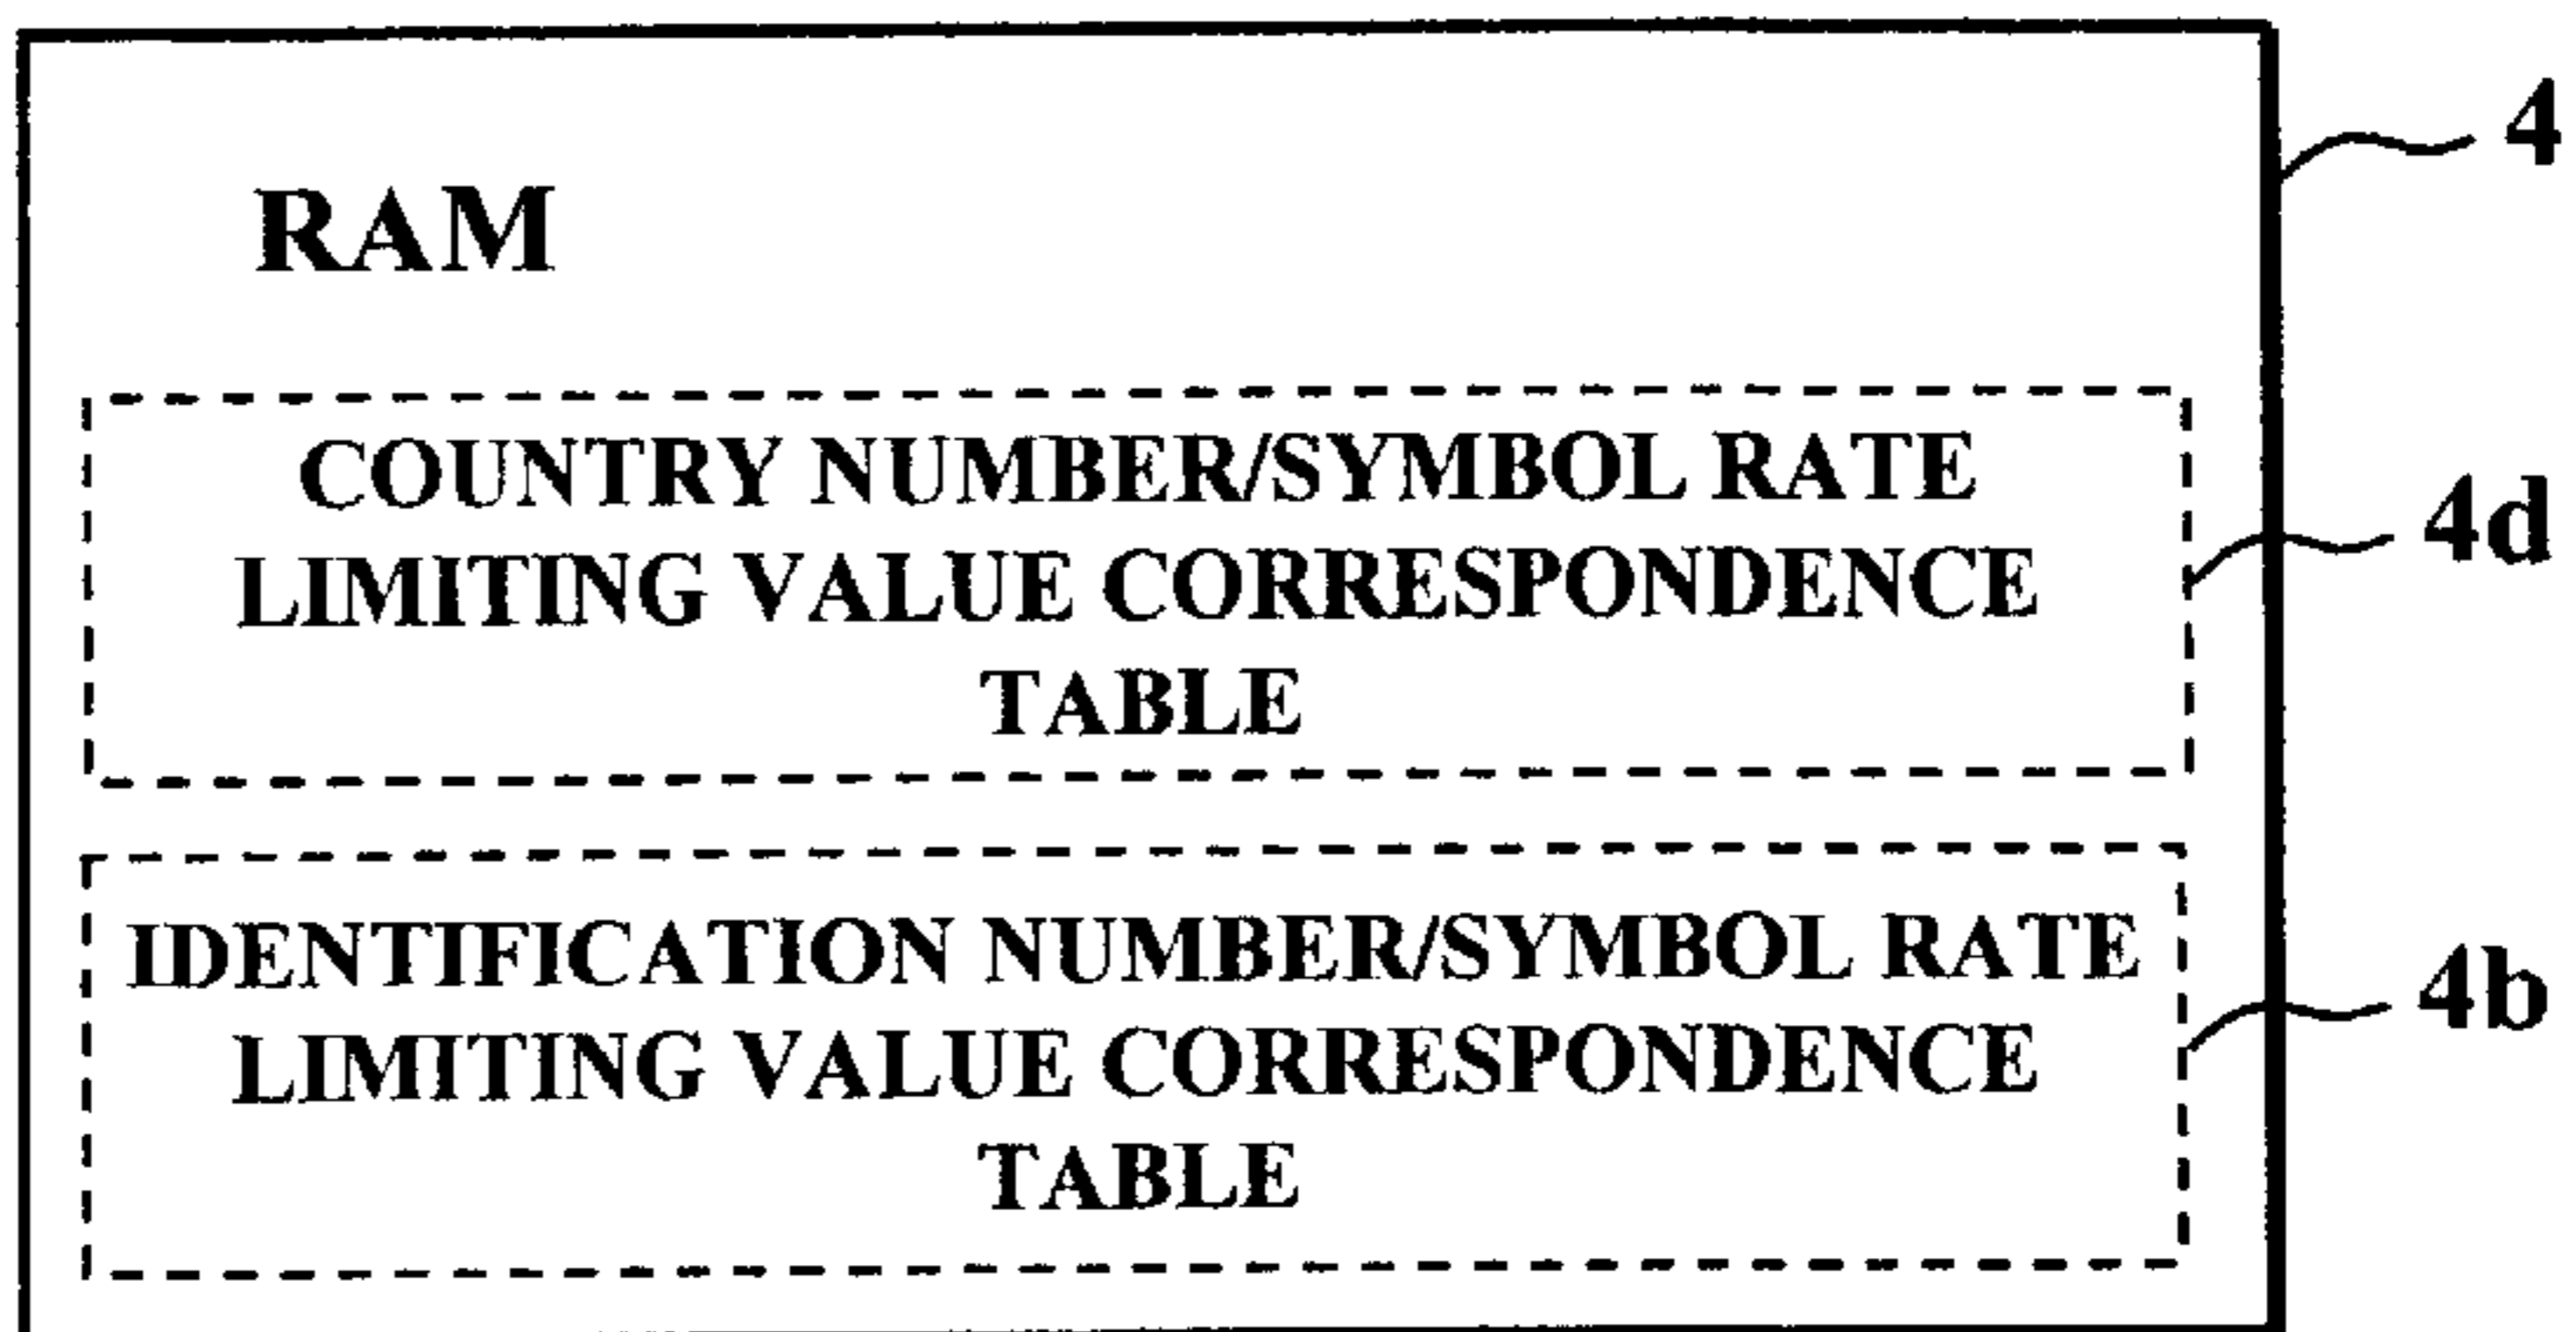 4
RAM
COUNTRY NUMBER/SYMBOL RATE
LIMITING VALUE CORRESPONDENCE
TABLE
4d
IDENTIFICATION NUMBER/SYMBOL RATE
LIMITING VALUE CORRESPONDENCE
TABLE
4b